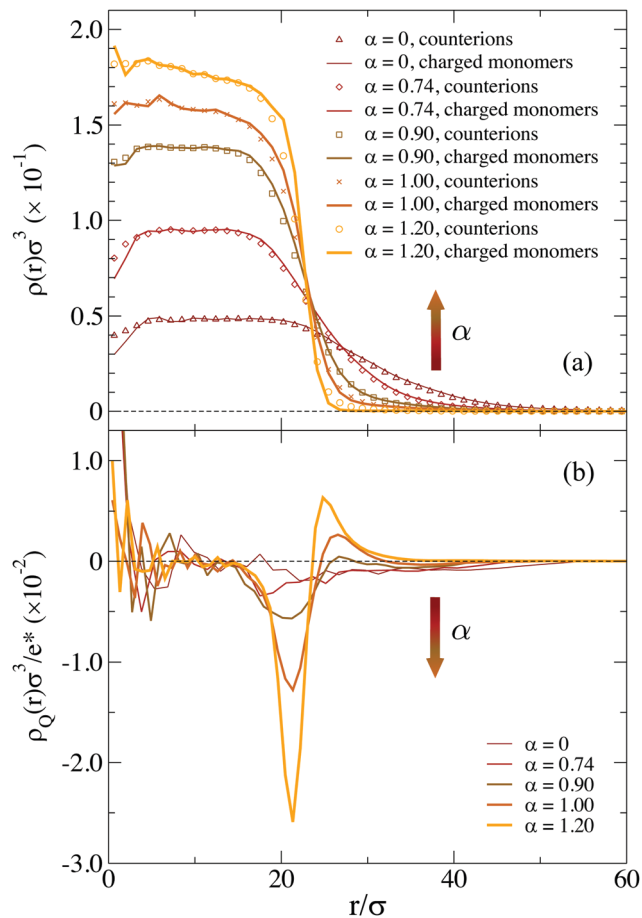 2.0
1.5
1.0
0.5
0
ρ(r)σ³ (× 10⁻¹)
α = 0, counterions
α = 0, charged monomers
α = 0.74, counterions
α = 0.74, charged monomers
α = 0.90, counterions
α = 0.90, charged monomers
α = 1.00, counterions
α = 1.00, charged monomers
α = 1.20, counterions
α = 1.20, charged monomers
α
(a)
1.0
0
-1.0
-2.0
-3.0
ρ_Q(r)σ³/e* (×10⁻²)
(b)
α
α = 0
α = 0.74
α = 0.90
α = 1.00
α = 1.20
0 20 40 60
r/σ